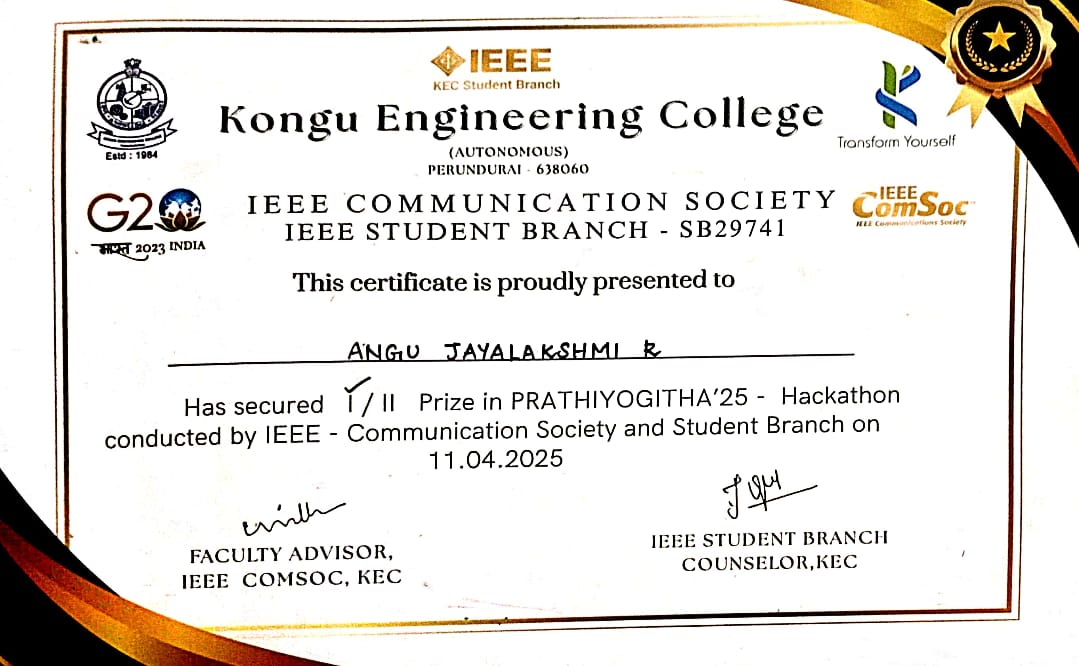 IEEE
KEC Student Branch
Kongu Engineering College
(AUTONOMOUS)
PERUNDURAI - 638060
Estd : 1984
Transform Yourself
G20
भारत 2023 INDIA
IEEE COMMUNICATION SOCIETY
IEEE STUDENT BRANCH - SB29741
IEEE
ComSoc
IEEE Communications Society
This certificate is proudly presented to
ANGU JAYALAKSHMI R
Has secured I / II Prize in PRATHIYOGITHA'25 - Hackathon
conducted by IEEE - Communication Society and Student Branch on
11.04.2025
FACULTY ADVISOR,
IEEE COMSOC, KEC
IEEE STUDENT BRANCH
COUNSELOR,KEC